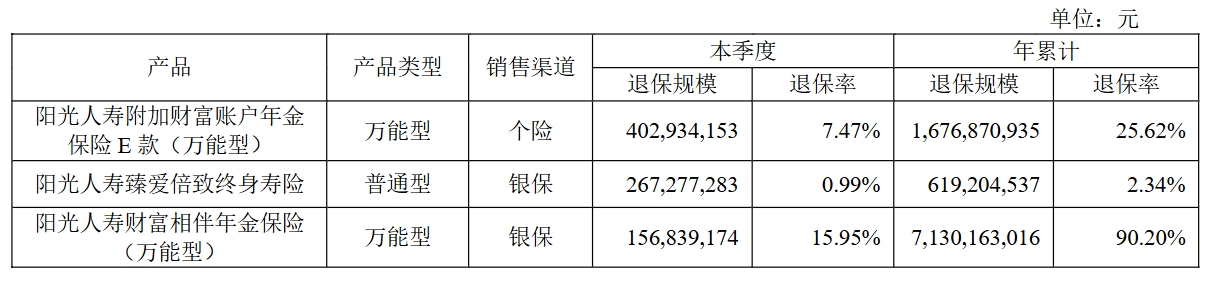 单位：元
产品 产品类型 销售渠道 本季度 年累计
退保规模 退保率 退保规模 退保率
阳光人寿附加财富账户年金
保险 E 款（万能型） 万能型 个险 402,934,153 7.47% 1,676,870,935 25.62%
阳光人寿臻爱倍致终身寿险 普通型 银保 267,277,283 0.99% 619,204,537 2.34%
阳光人寿财富相伴年金保险
（万能型） 万能型 银保 156,839,174 15.95% 7,130,163,016 90.20%